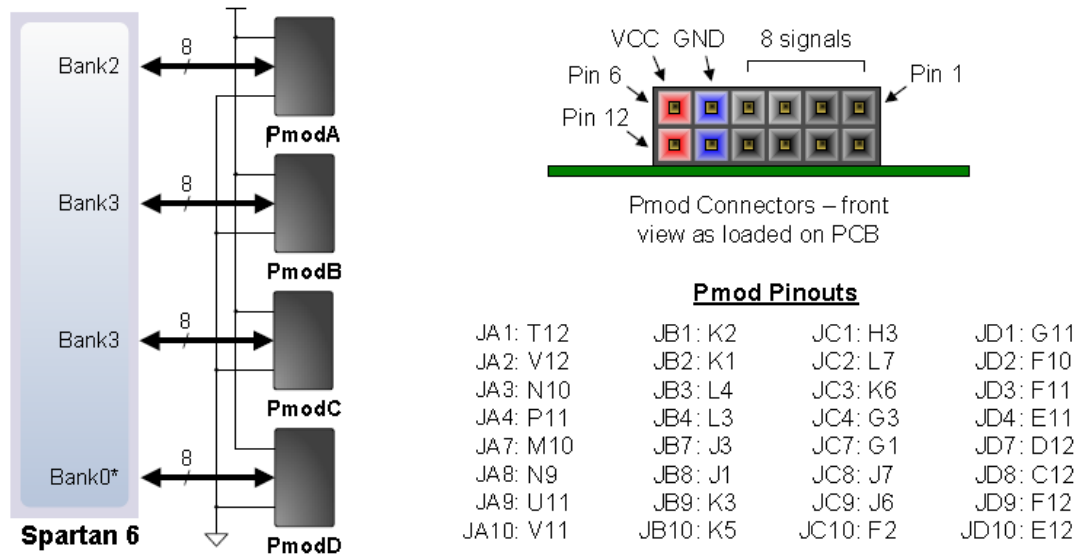 Bank2
8
PmodA
Bank3
8
PmodB
Bank3
8
PmodC
Bank0*
8
PmodD
Spartan 6
VCC GND 8 signals
Pin 6
Pin 1
Pin 12
Pmod Connectors – front
view as loaded on PCB
Pmod Pinouts
JA1: T12 JB1: K2 JC1: H3 JD1: G11
JA2: V12 JB2: K1 JC2: L7 JD2: F10
JA3: N10 JB3: L4 JC3: K6 JD3: F11
JA4: P11 JB4: L3 JC4: G3 JD4: E11
JA7: M10 JB7: J3 JC7: G1 JD7: D12
JA8: N9 JB8: J1 JC8: J7 JD8: C12
JA9: U11 JB9: K3 JC9: J6 JD9: F12
JA10: V11 JB10: K5 JC10: F2 JD10: E12